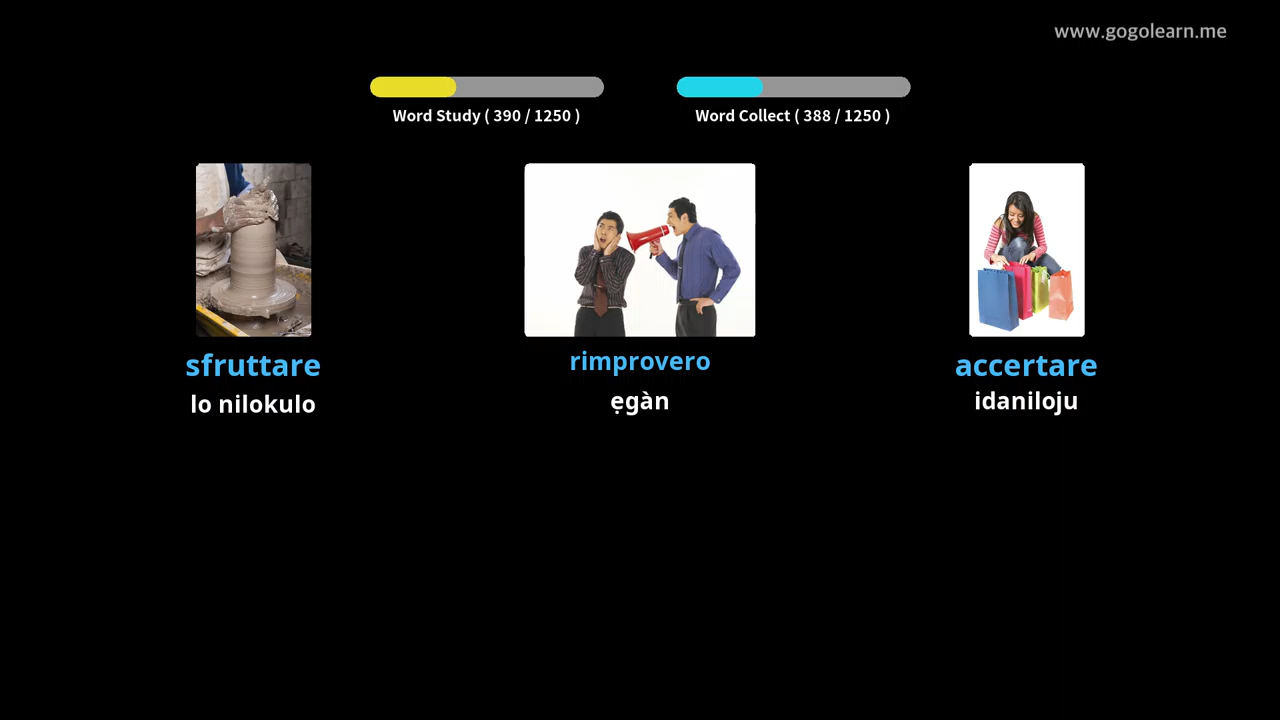 www.gogolearn.me
Word Study ( 390 / 1250 )
Word Collect ( 388 / 1250 )
sfruttare
rimprovero
accertare
lo nilokulo
ẹgàn
idaniloju